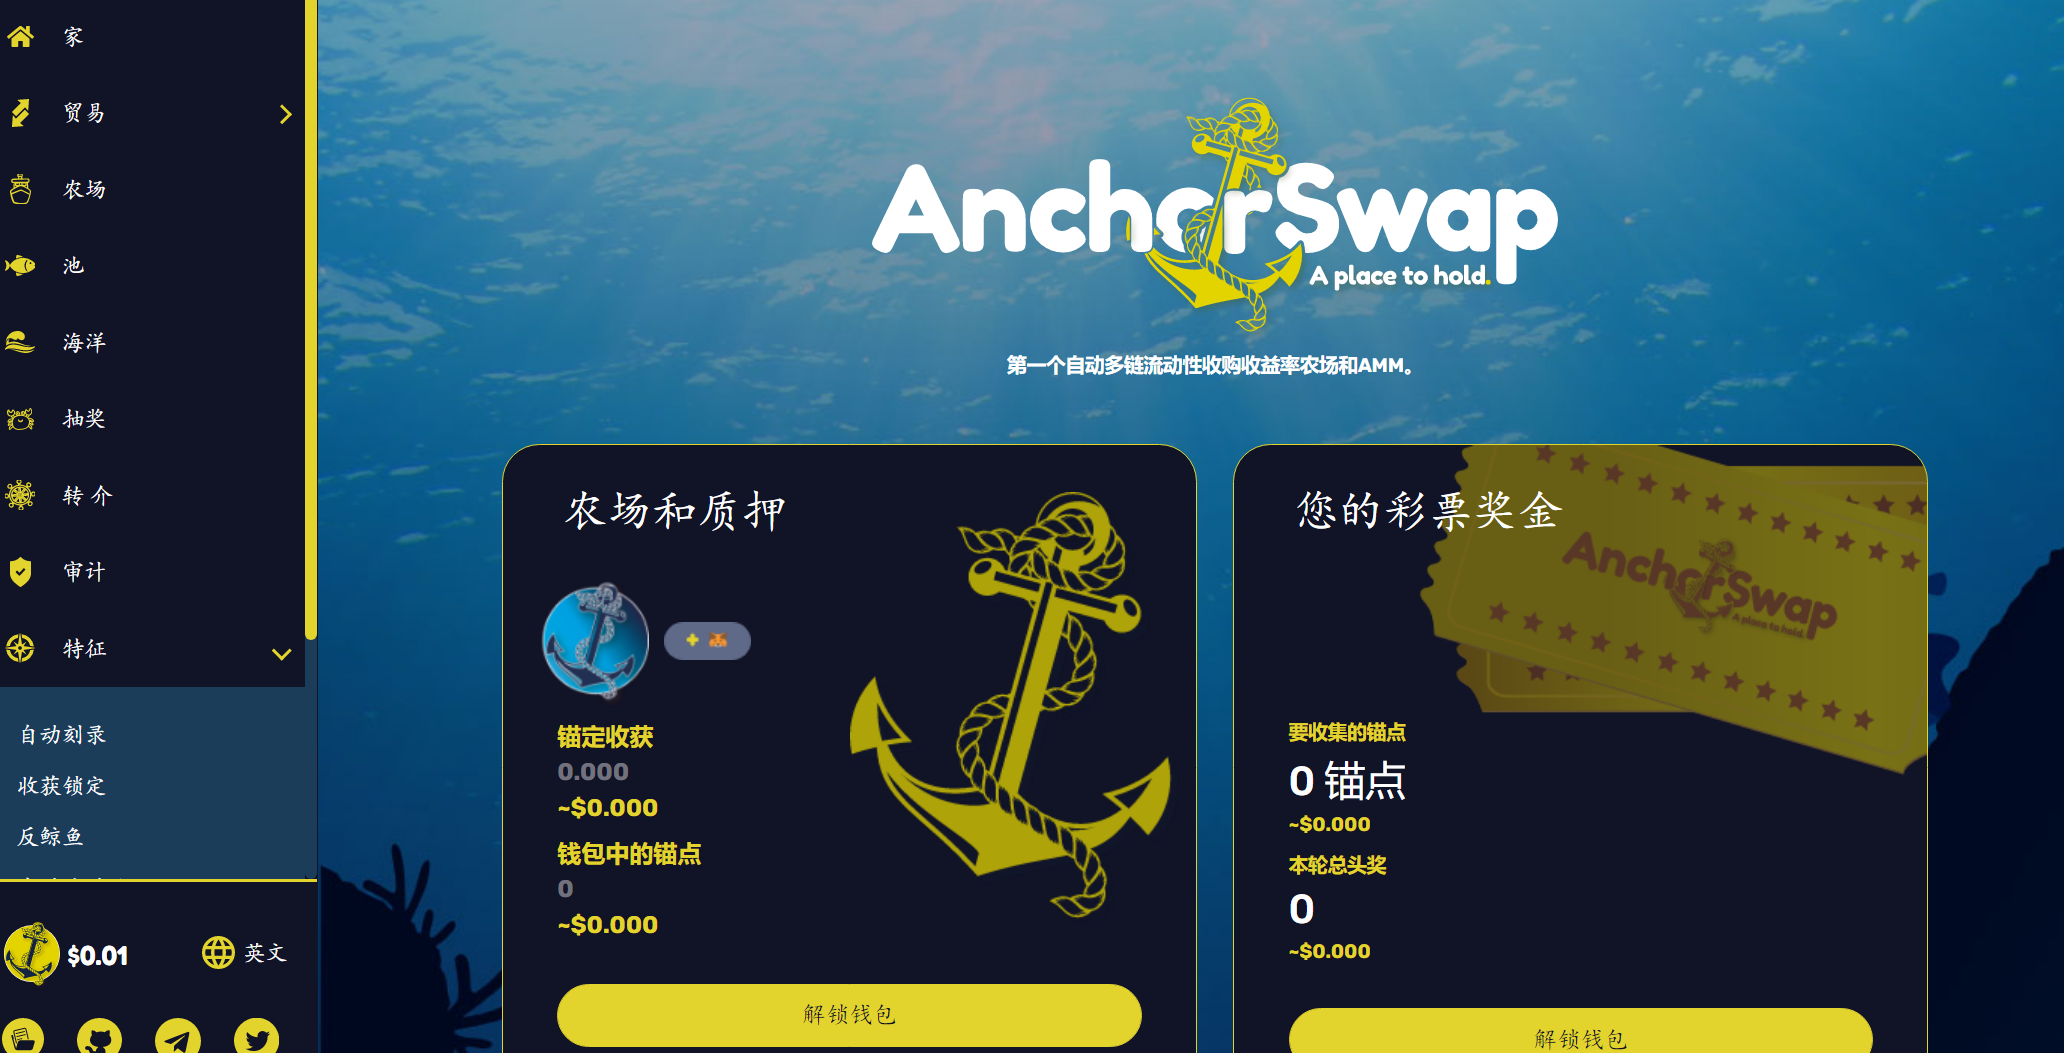 家
贸易
农场
池
海洋
抽奖
转 介
审计
特征
自动刻录
收获锁定
反鲸鱼
$0.01
英文
AnchorSwap
A place to hold.
第一个自动多链流动性收购收益率农场和AMM。
农场和质押
锚定收获
0.000
~$0.000
钱包中的锚点
0
~$0.000
解锁钱包
您的彩票奖金
AnchorSwap
A place to hold.
要收集的锚点
0 锚点
~$0.000
本轮总头奖
0
~$0.000
解锁钱包